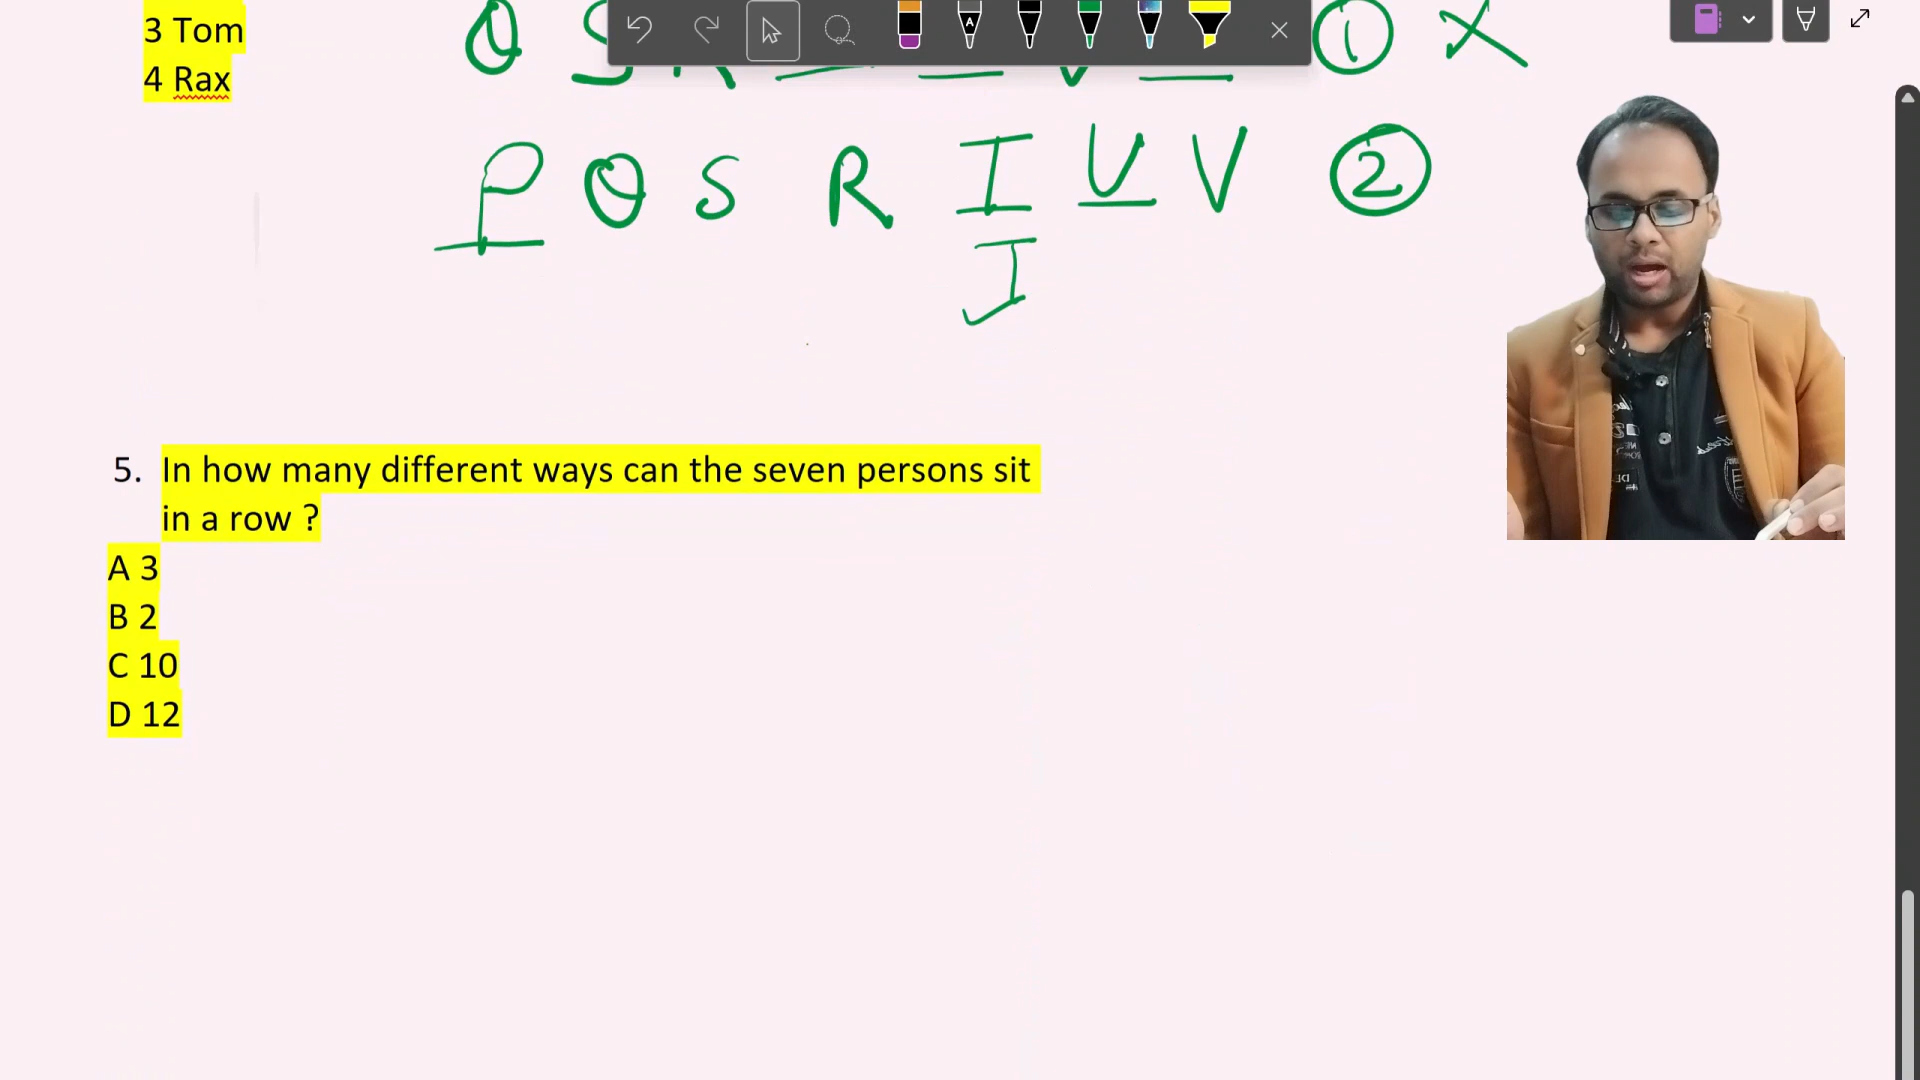 3 Tom
4 Rax
Q S R V ① X
P Q S R I U V ②
J
5. In how many different ways can the seven persons sit
in a row ?
A 3
B 2
C 10
D 12